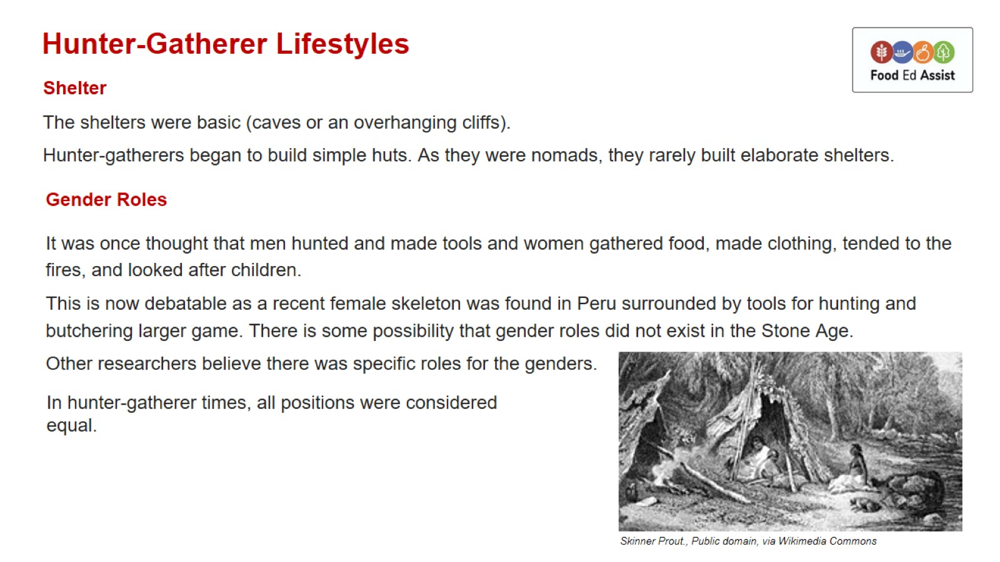 Hunter-Gatherer Lifestyles
Food Ed Assist
Shelter
The shelters were basic (caves or an overhanging cliffs).
Hunter-gatherers began to build simple huts. As they were nomads, they rarely built elaborate shelters.
Gender Roles
It was once thought that men hunted and made tools and women gathered food, made clothing, tended to the
fires, and looked after children.
This is now debatable as a recent female skeleton was found in Peru surrounded by tools for hunting and
butchering larger game. There is some possibility that gender roles did not exist in the Stone Age.
Other researchers believe there was specific roles for the genders.
In hunter-gatherer times, all positions were considered
equal.
Skinner Prout., Public domain, via Wikimedia Commons